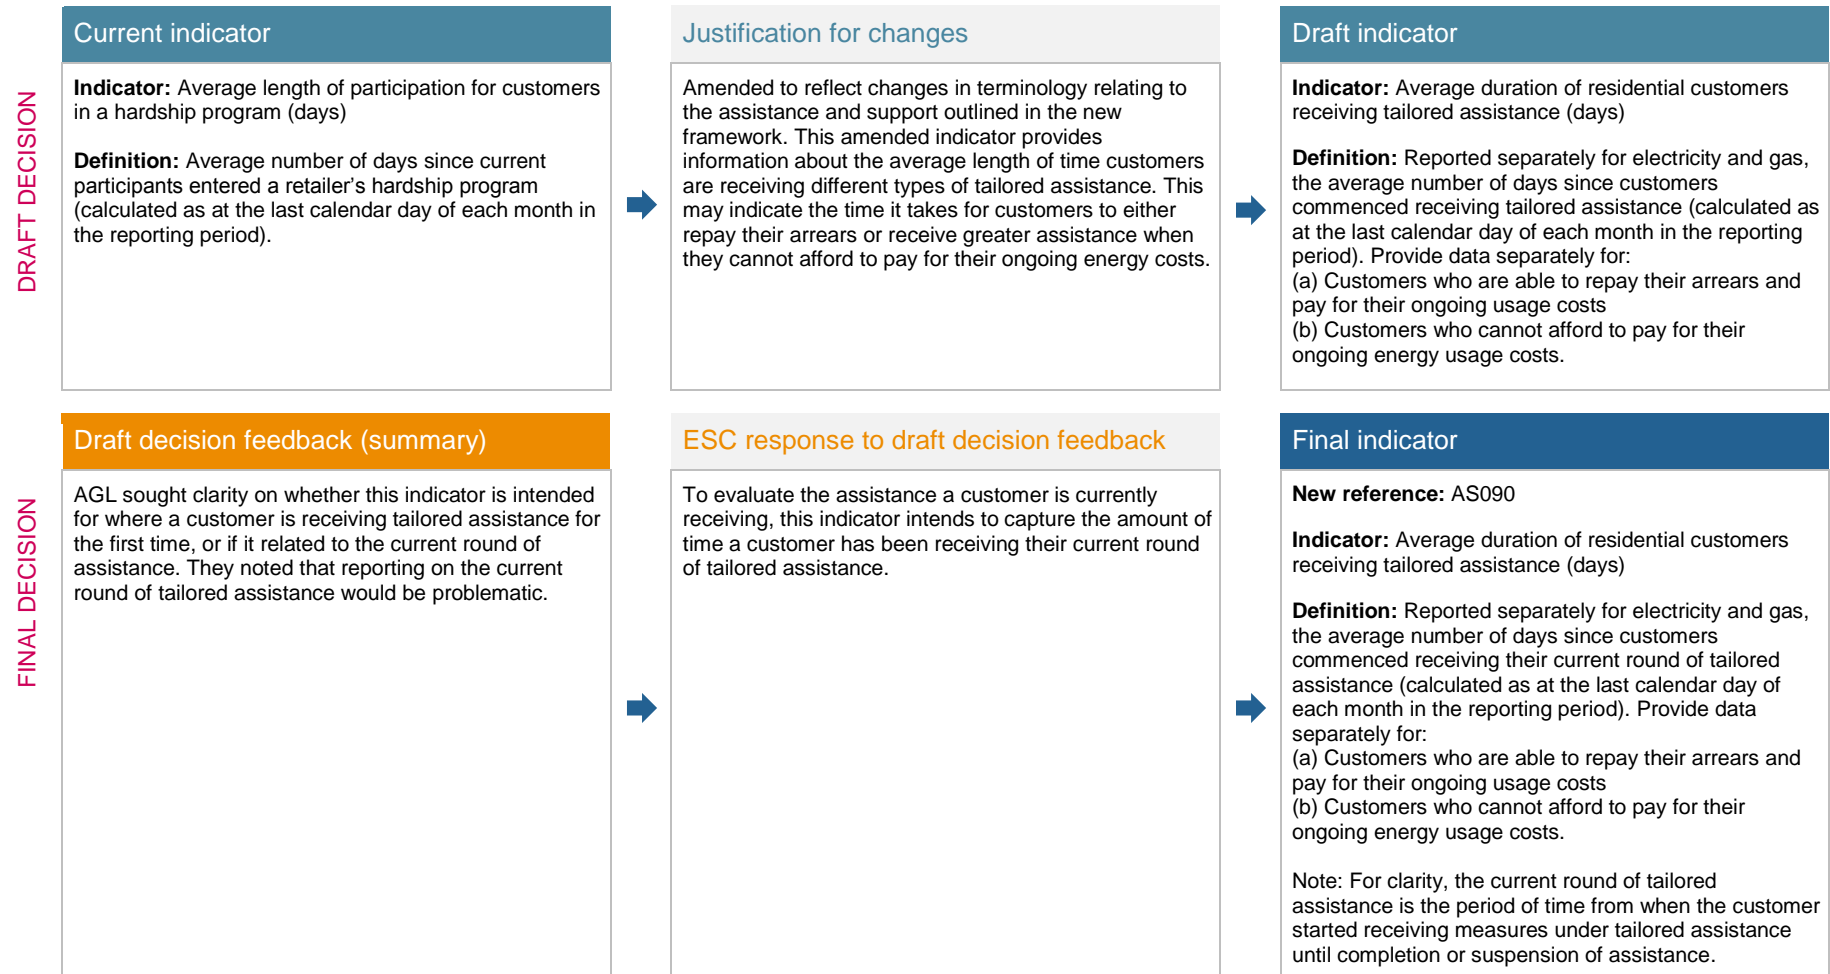 DRAFT DECISION
Current indicator
Indicator: Average length of participation for customers
in a hardship program (days)
Definition: Average number of days since current
participants entered a retailer’s hardship program
(calculated as at the last calendar day of each month in
the reporting period).
Justification for changes
Amended to reflect changes in terminology relating to
the assistance and support outlined in the new
framework. This amended indicator provides
information about the average length of time customers
are receiving different types of tailored assistance. This
may indicate the time it takes for customers to either
repay their arrears or receive greater assistance when
they cannot afford to pay for their ongoing energy costs.
Draft indicator
Indicator: Average duration of residential customers
receiving tailored assistance (days)
Definition: Reported separately for electricity and gas,
the average number of days since customers
commenced receiving tailored assistance (calculated as
at the last calendar day of each month in the reporting
period). Provide data separately for:
(a) Customers who are able to repay their arrears and
pay for their ongoing usage costs
(b) Customers who cannot afford to pay for their
ongoing energy usage costs.
FINAL DECISION
Draft decision feedback (summary)
AGL sought clarity on whether this indicator is intended
for where a customer is receiving tailored assistance for
the first time, or if it related to the current round of
assistance. They noted that reporting on the current
round of tailored assistance would be problematic.
ESC response to draft decision feedback
To evaluate the assistance a customer is currently
receiving, this indicator intends to capture the amount of
time a customer has been receiving their current round
of tailored assistance.
Final indicator
New reference: AS090
Indicator: Average duration of residential customers
receiving tailored assistance (days)
Definition: Reported separately for electricity and gas,
the average number of days since customers
commenced receiving their current round of tailored
assistance (calculated as at the last calendar day of
each month in the reporting period). Provide data
separately for:
(a) Customers who are able to repay their arrears and
pay for their ongoing usage costs
(b) Customers who cannot afford to pay for their
ongoing energy usage costs.
Note: For clarity, the current round of tailored
assistance is the period of time from when the customer
started receiving measures under tailored assistance
until completion or suspension of assistance.